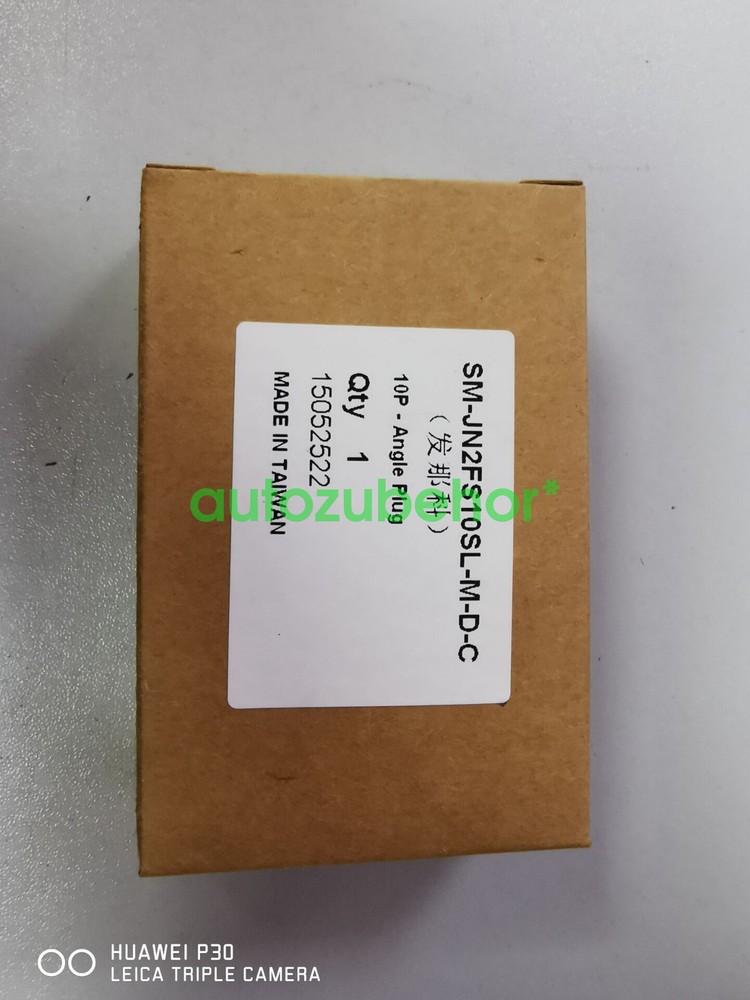 SM-JN2FS10SL-M-D-C
（发那科）
10P - Angle Plug
Qty 1
15052522
MADE IN TAIWAN
autozubehor*
HUAWEI P30
LEICA TRIPLE CAMERA